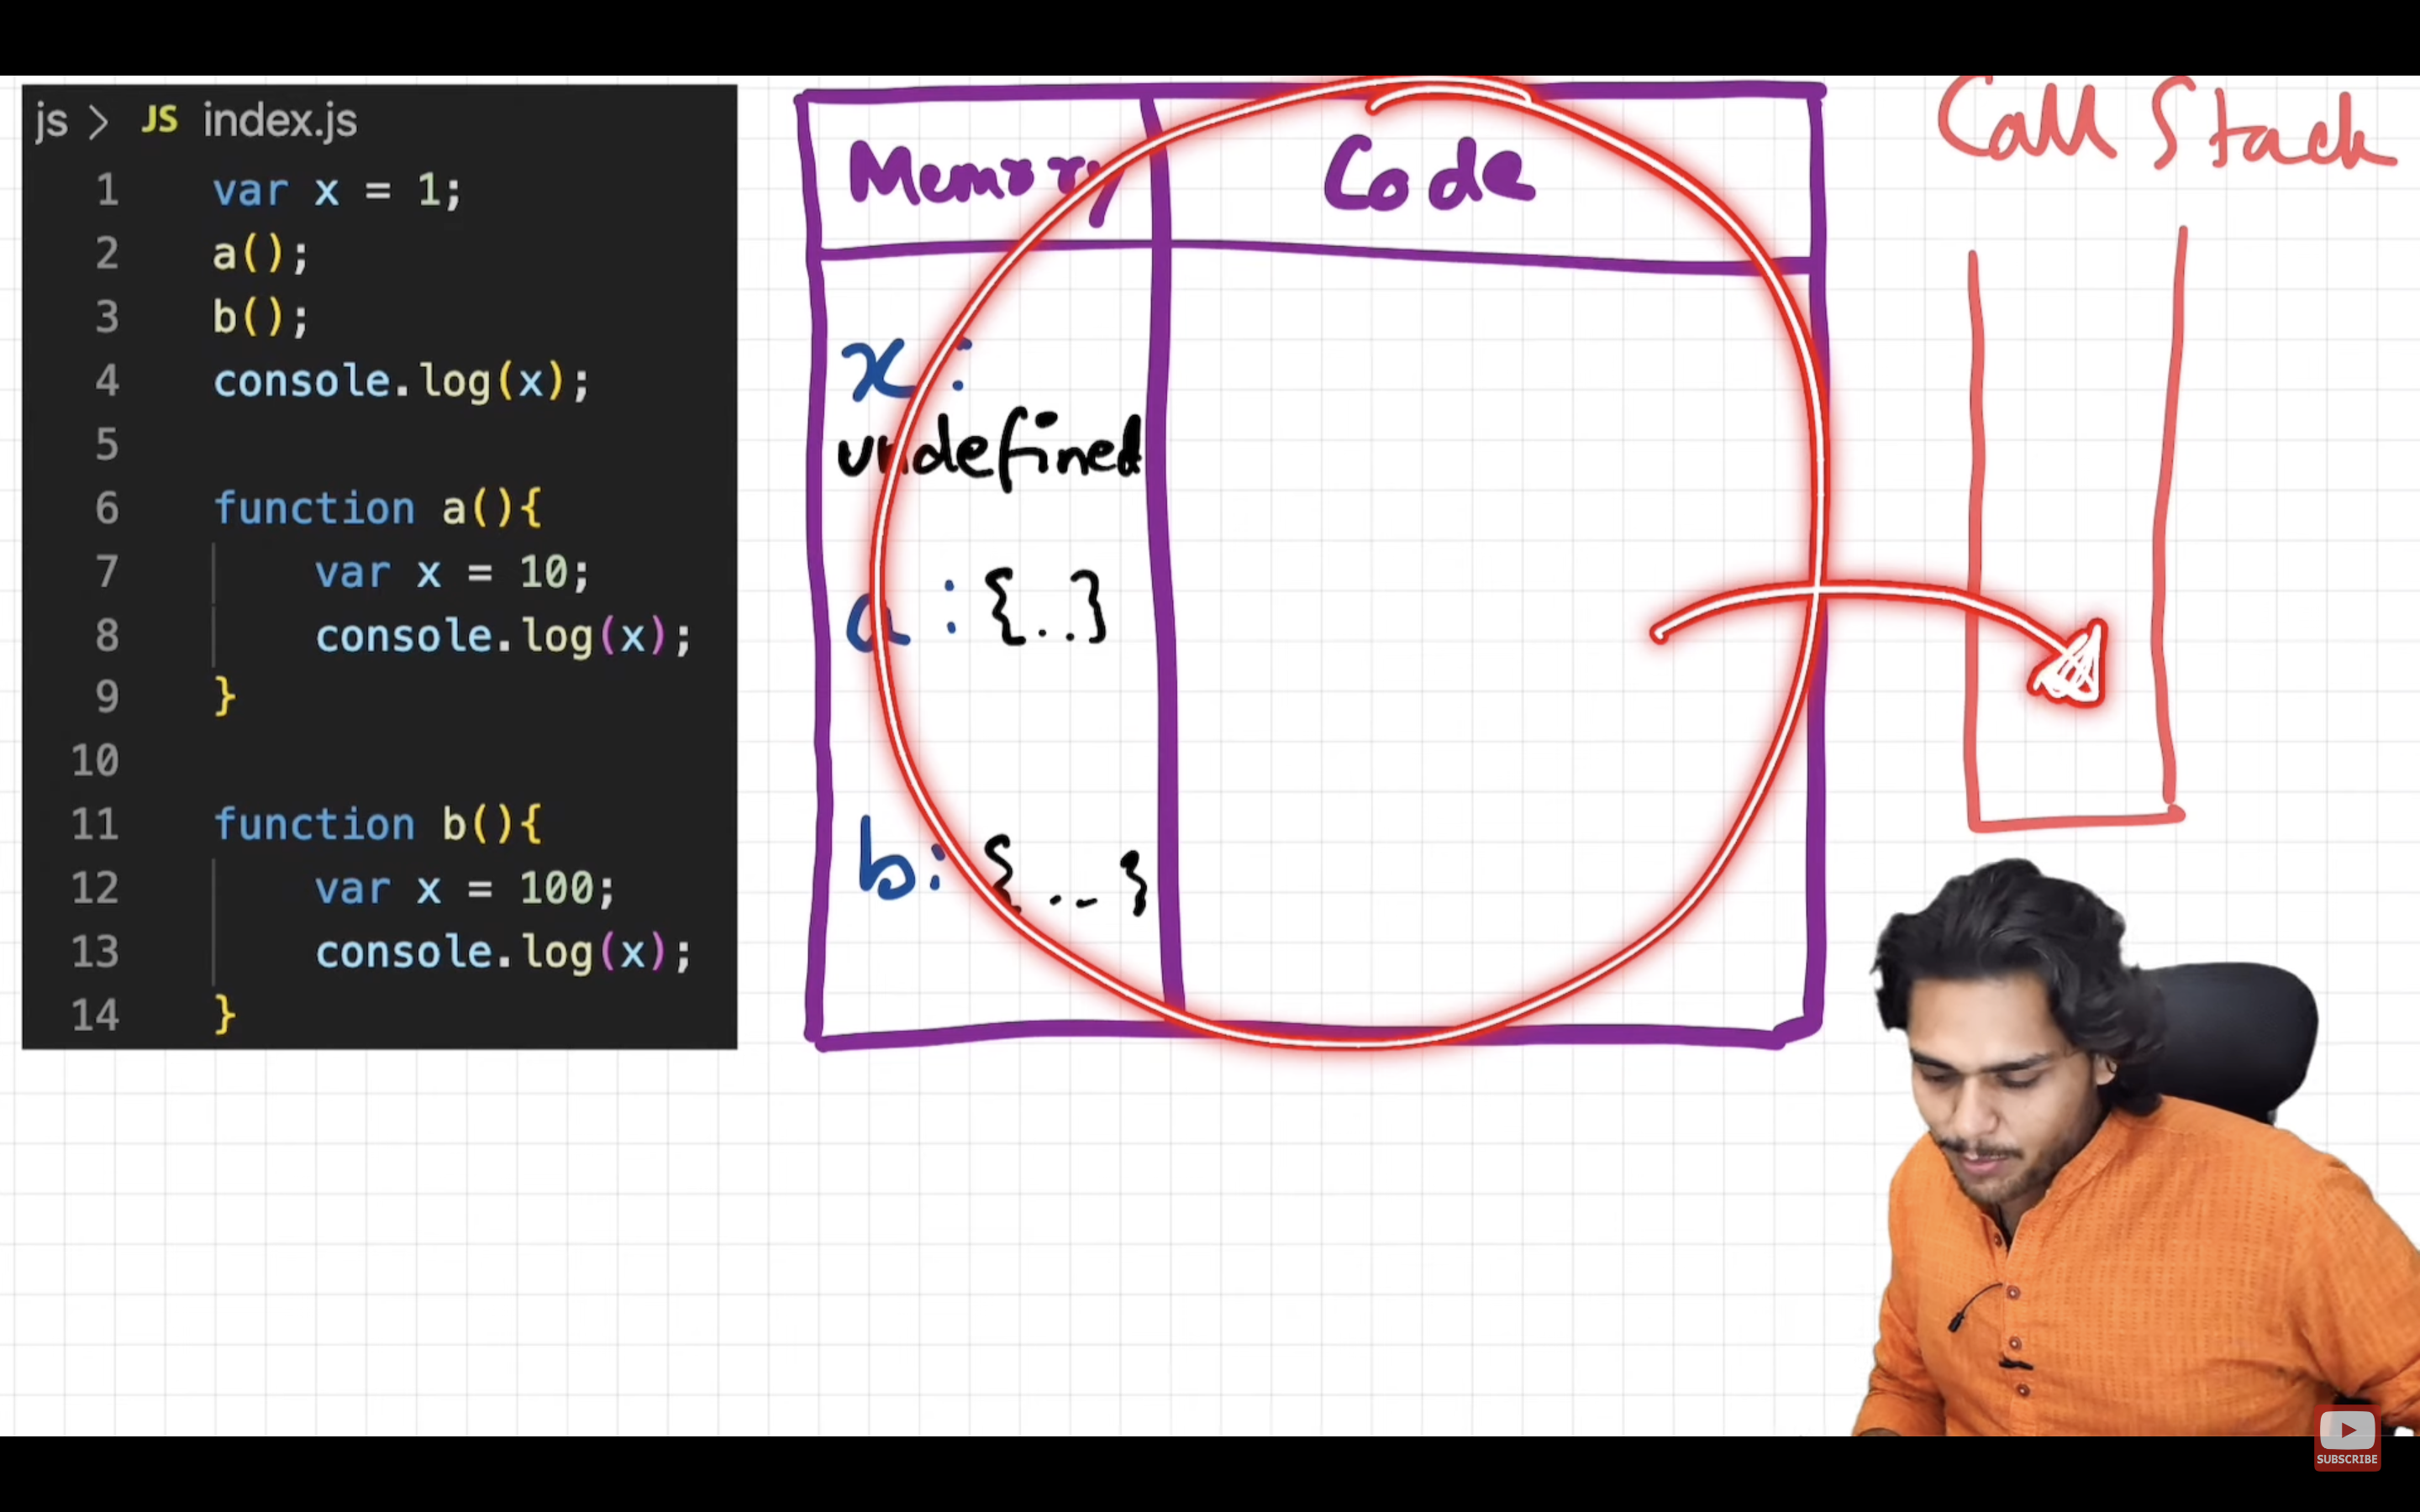 js > JS index.js
1 var x = 1;
2 a();
3 b();
4 console.log(x);
5
6 function a(){
7 var x = 10;
8 console.log(x);
9 }
10
11 function b(){
12 var x = 100;
13 console.log(x);
14 }
Memory Code
x :
undefined
a : {..}
b: {..}
Call Stack
SUBSCRIBE